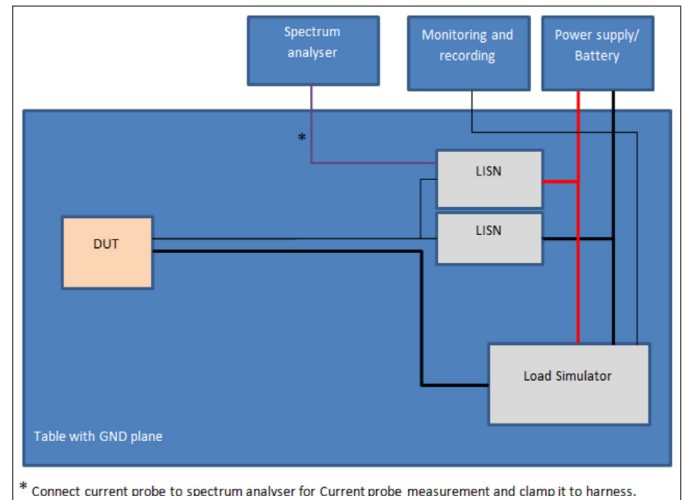 Spectrum
analyser
Monitoring and
recording
Power supply/
Battery
*
LISN
LISN
DUT
Load Simulator
Table with GND plane
* Connect current probe to spectrum analyser for Current probe measurement and clamp it to harness.